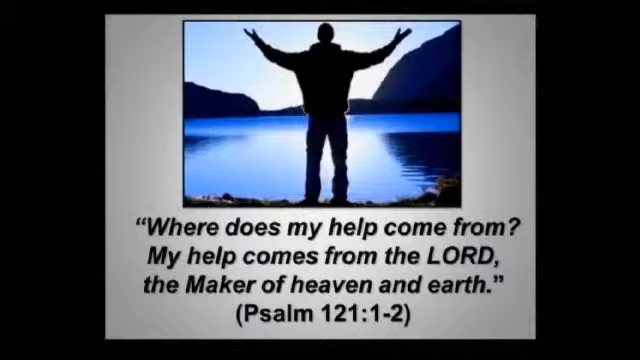 “Where does my help come from?
My help comes from the LORD,
the Maker of heaven and earth.”
(Psalm 121:1-2)